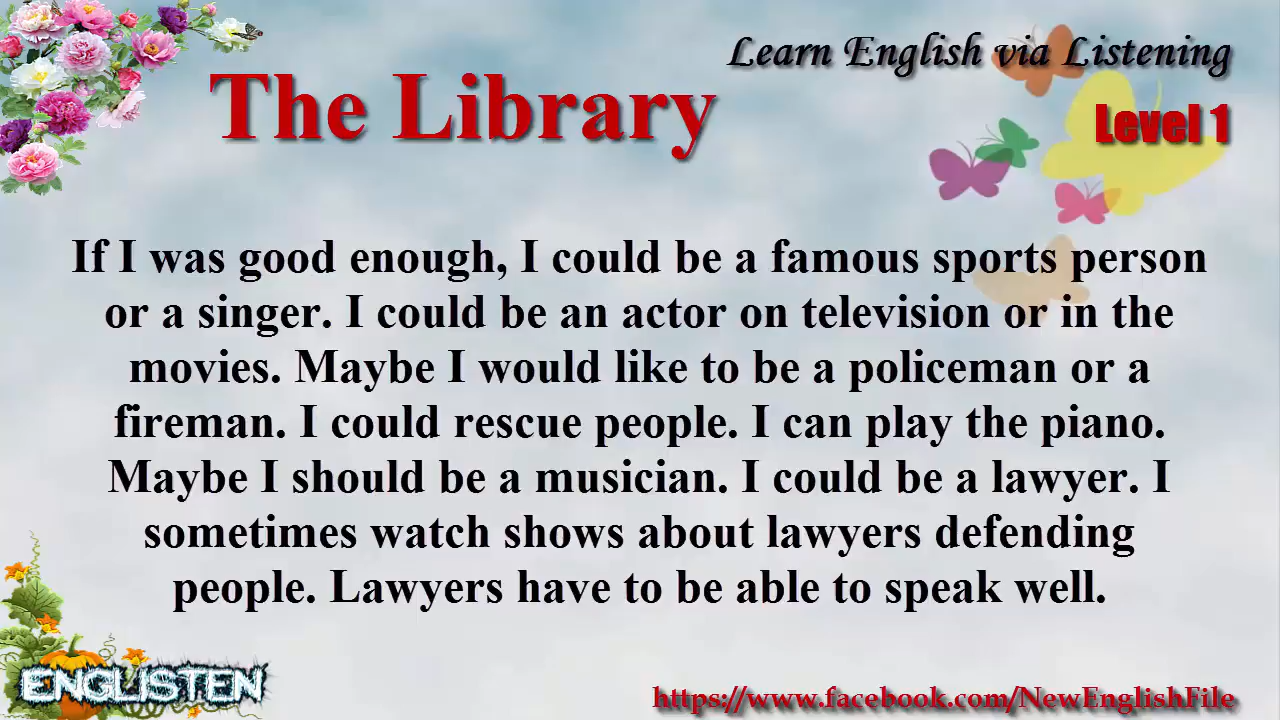 Learn English via Listening
The Library
Level 1
If I was good enough, I could be a famous sports person
or a singer. I could be an actor on television or in the
movies. Maybe I would like to be a policeman or a
fireman. I could rescue people. I can play the piano.
Maybe I should be a musician. I could be a lawyer. I
sometimes watch shows about lawyers defending
people. Lawyers have to be able to speak well.
ENGLISTEN
https://www.facebook.com/NewEnglishFile